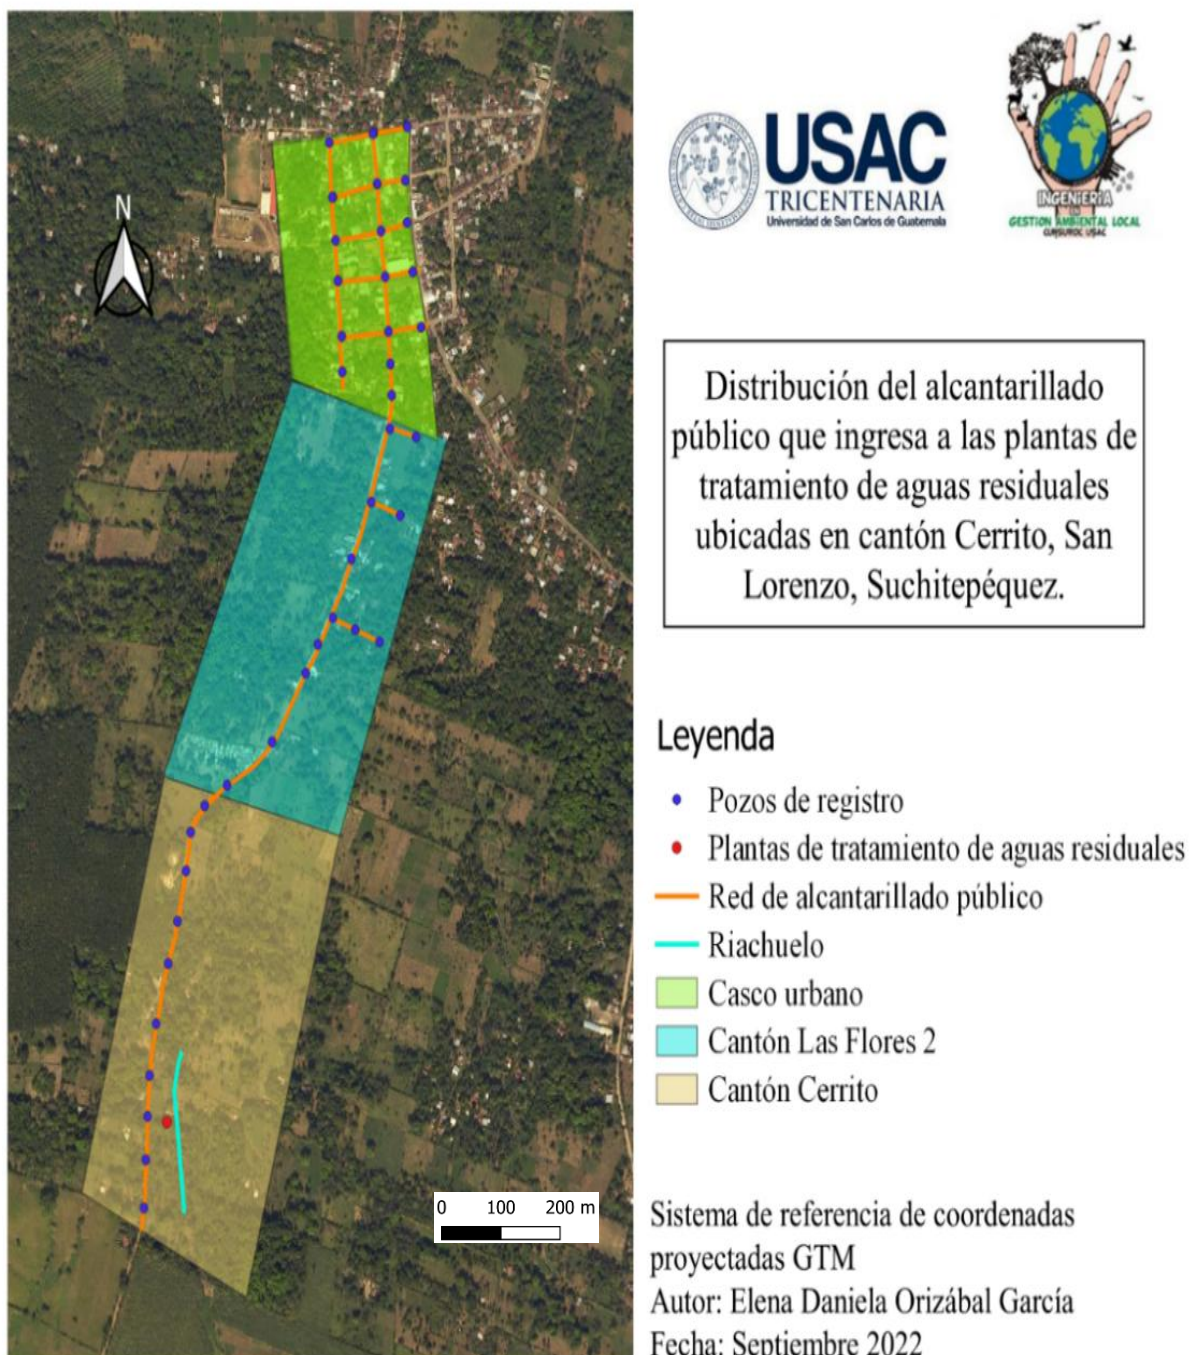 N
USAC
TRICENTENARIA
Universidad de San Carlos de Guatemala
INGENIERIA
EN
GESTION AMBIENTAL LOCAL
CUNSUROC USAC
Distribución del alcantarillado
público que ingresa a las plantas de
tratamiento de aguas residuales
ubicadas en cantón Cerrito, San
Lorenzo, Suchitepéquez.
Leyenda
Pozos de registro
Plantas de tratamiento de aguas residuales
Red de alcantarillado público
Riachuelo
Casco urbano
Cantón Las Flores 2
Cantón Cerrito
0 100 200 m
Sistema de referencia de coordenadas
proyectadas GTM
Autor: Elena Daniela Orizábal García
Fecha: Septiembre 2022